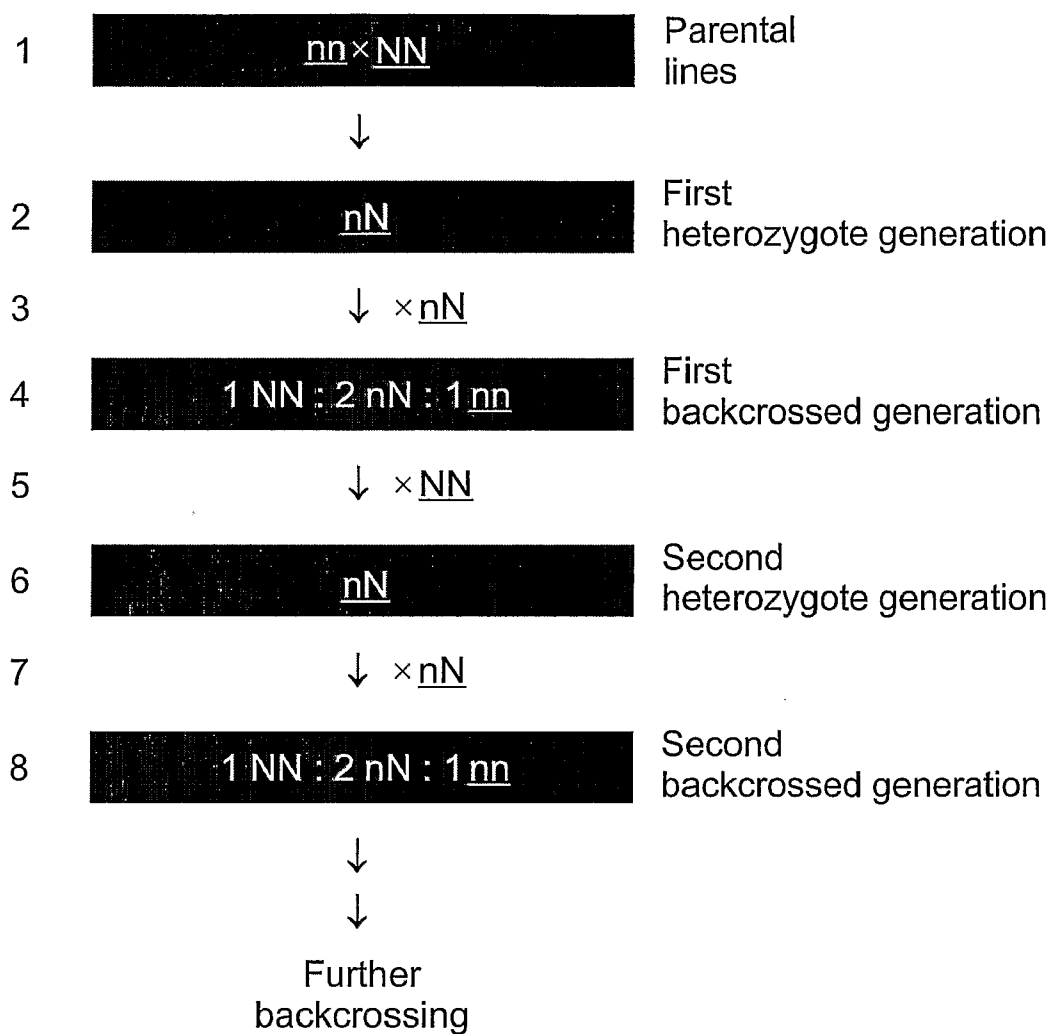 1 nn × NN Parental
lines
↓
2 nN First
heterozygote generation
3 ↓ × nN
4 1 NN : 2 nN : 1 nn First
backcrossed generation
5 ↓ × NN
6 nN Second
heterozygote generation
7 ↓ × nN
8 1 NN : 2 nN : 1 nn Second
backcrossed generation
↓
↓
Further
backcrossing